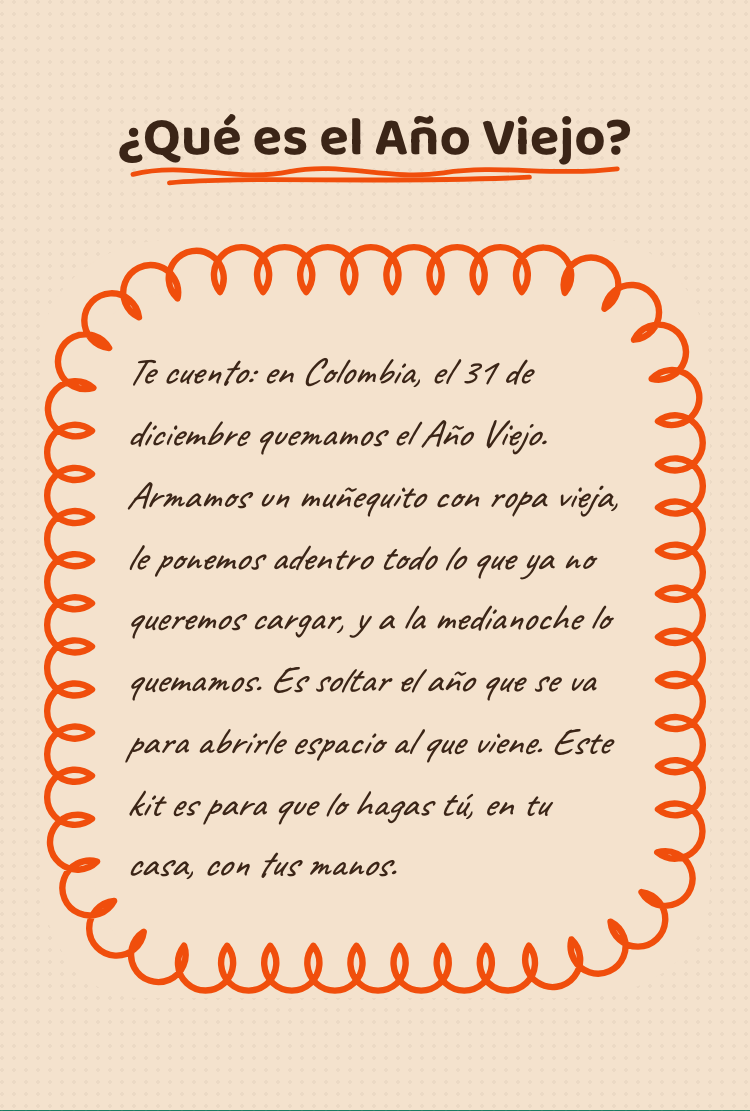 ¿Qué es el Año Viejo?
Te cuento: en Colombia, el 31 de
diciembre quemamos el Año Viejo.
Armamos un muñequito con ropa vieja,
le ponemos adentro todo lo que ya no
queremos cargar, y a la medianoche lo
quemamos. Es soltar el año que se va
para abrirle espacio al que viene. Este
kit es para que lo hagas tú, en tu
casa, con tus manos.